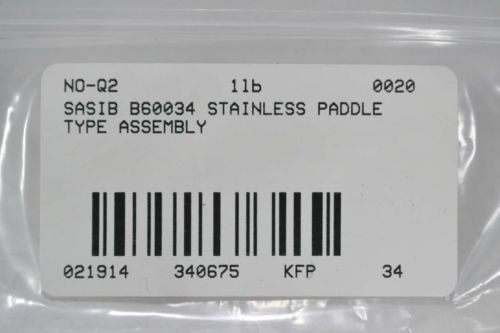 NO-Q2 1lb 0020
SASIB B60034 STAINLESS PADDLE
TYPE ASSEMBLY
021914 340675 KFP 34